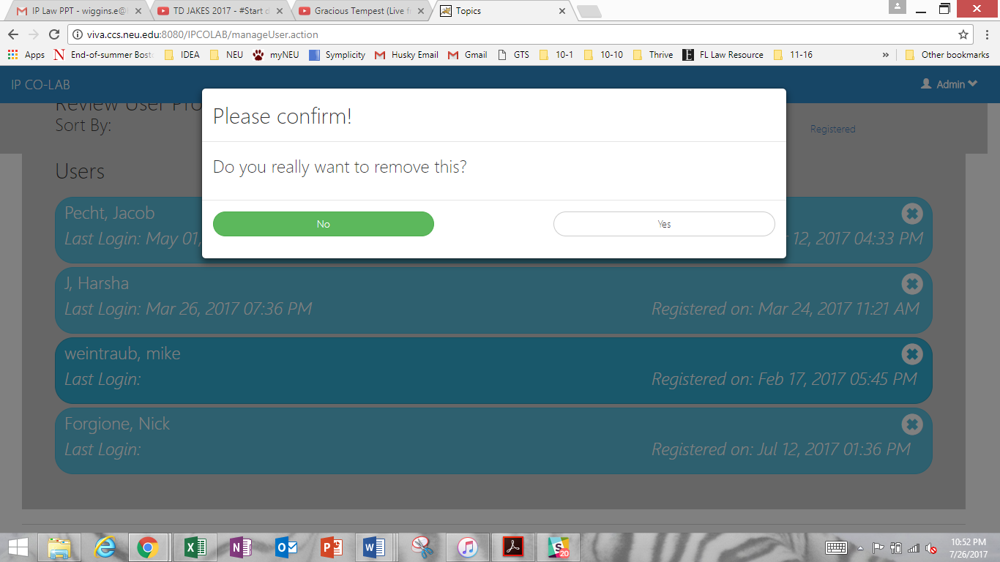 IP Law PPT - wiggins.e@
TD JAKES 2017 - #Start d
Gracious Tempest (Live f
Topics
viva.ccs.neu.edu:8080/IPCOLAB/manageUser.action
Apps
End-of-summer Bost
IDEA
NEU
myNEU
Symplicity
Husky Email
Gmail
GTS
10-1
10-10
Thrive
FL Law Resource
11-16
»
Other bookmarks
IP CO-LAB
Admin
Review User Pro
Sort By:
Registered
Please confirm!
Do you really want to remove this?
No
Yes
Users
Pecht, Jacob
Last Login: May 01,
12, 2017 04:33 PM
J, Harsha
Last Login: Mar 26, 2017 07:36 PM
Registered on: Mar 24, 2017 11:21 AM
weintraub, mike
Last Login:
Registered on: Feb 17, 2017 05:45 PM
Forgione, Nick
Last Login:
Registered on: Jul 12, 2017 01:36 PM
20
10:52 PM
7/26/2017